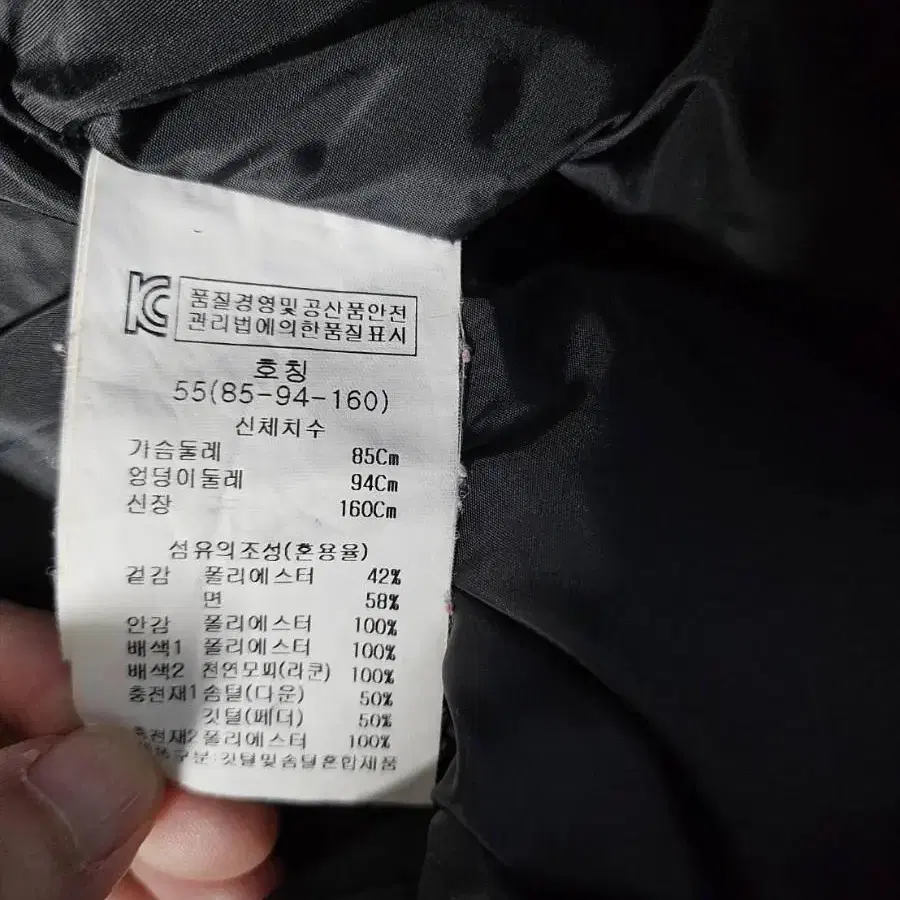 품질경영및공산품안전
관리법에의한품질표시
호칭
55(85-94-160)
신체치수
가슴둘레 85Cm
엉덩이둘레 94Cm
신장 160Cm
섬유의조성(혼용율)
겉감 폴리에스터 42%
면 58%
안감 폴리에스터 100%
배색1 폴리에스터 100%
배색2 천연모피(라쿤) 100%
충전재1 솜털(다운) 50%
깃털(페더) 50%
충전재2 폴리에스터 100%
구분:깃털및솜털혼합제품